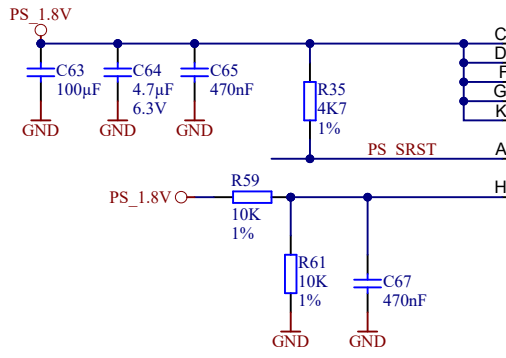 PS_1.8V
C63
100µF
C64
4.7µF
6.3V
C65
470nF
GND
GND
GND
R35
4K7
1%
C
D
F
G
K
PS_SRST
A
PS_1.8V
R59
10K
1%
H
R61
10K
1%
C67
470nF
GND
GND